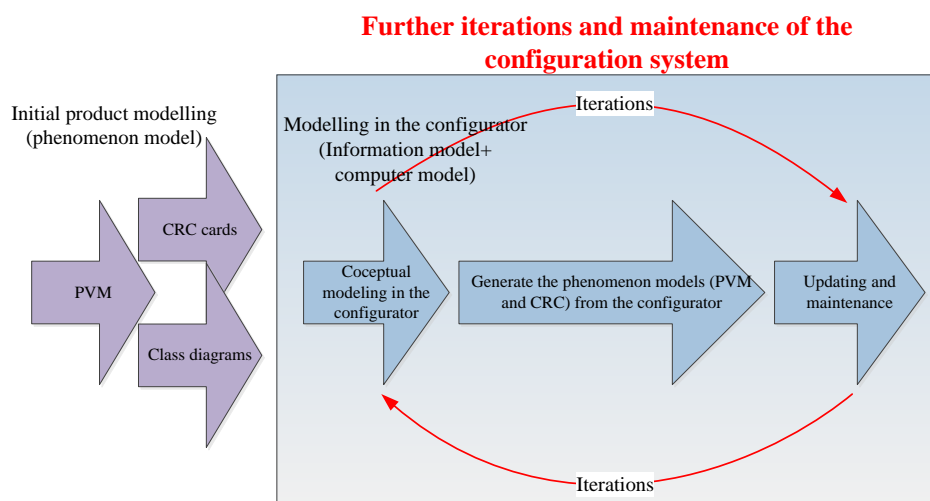 Further iterations and maintenance of the
configuration system
Initial product modelling
(phenomenon model)
Iterations
Modelling in the configurator
(Information model+
computer model)
CRC cards
PVM
Class diagrams
Coceptual
modeling in the
configurator
Generate the phenomenon models (PVM
and CRC) from the configurator
Updating and
maintenance
Iterations